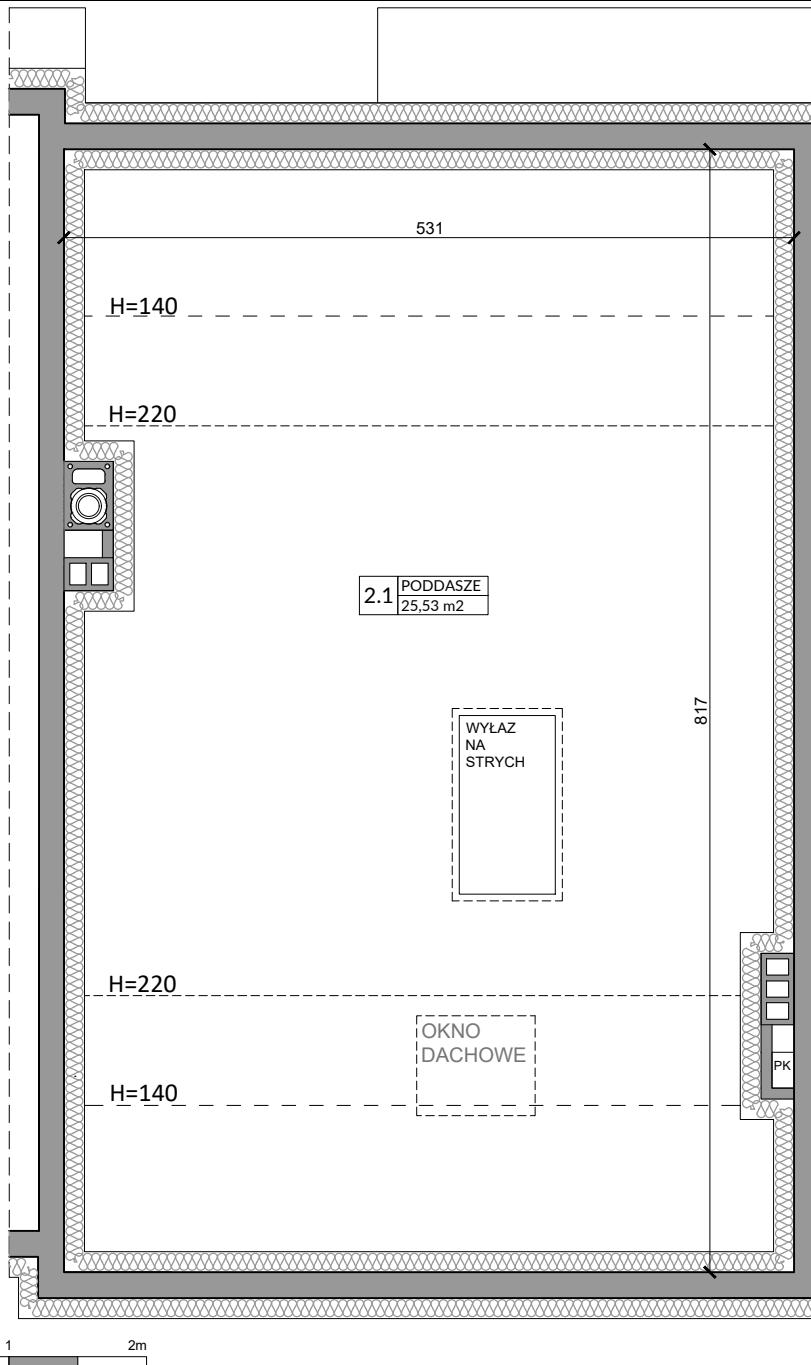 531
H=140
H=220
2.1
PODDASZE
25,53 m2
817
WYŁAZ
NA
STRYCH
H=220
OKNO
DACHOWE
PK
H=140
1
2m